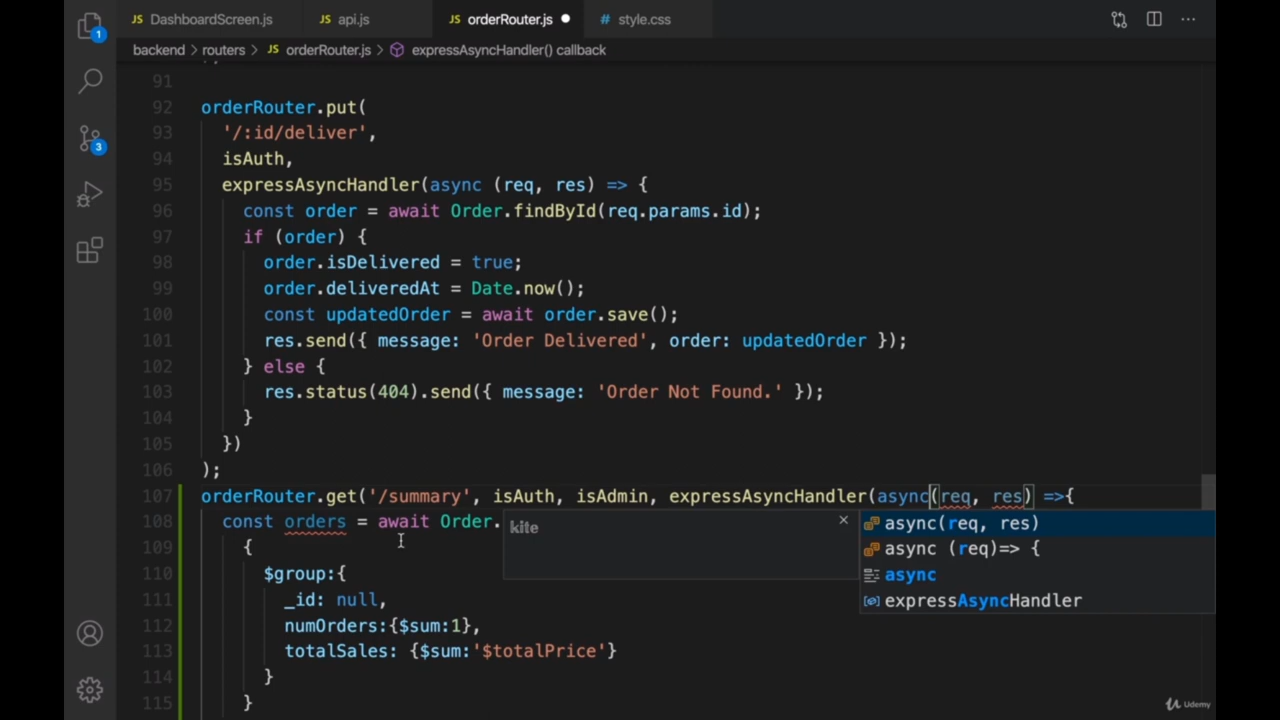 JS DashboardScreen.js JS api.js JS orderRouter.js # style.css
backend > routers > JS orderRouter.js > expressAsyncHandler() callback
1
3
91
92 orderRouter.put(
93 '/:id/deliver',
94 isAuth,
95 expressAsyncHandler(async (req, res) => {
96 const order = await Order.findById(req.params.id);
97 if (order) {
98 order.isDelivered = true;
99 order.deliveredAt = Date.now();
100 const updatedOrder = await order.save();
101 res.send({ message: 'Order Delivered', order: updatedOrder });
102 } else {
103 res.status(404).send({ message: 'Order Not Found.' });
104 }
105 })
106 );
107 orderRouter.get('/summary', isAuth, isAdmin, expressAsyncHandler(async(req, res) =>{
108 const orders = await Order.
109 {
110 $group:{
111 _id: null,
112 numOrders:{$sum:1},
113 totalSales: {$sum:'$totalPrice'}
114 }
115 }
kite
async(req, res)
async (req)=> {
async
expressAsyncHandler
Udemy